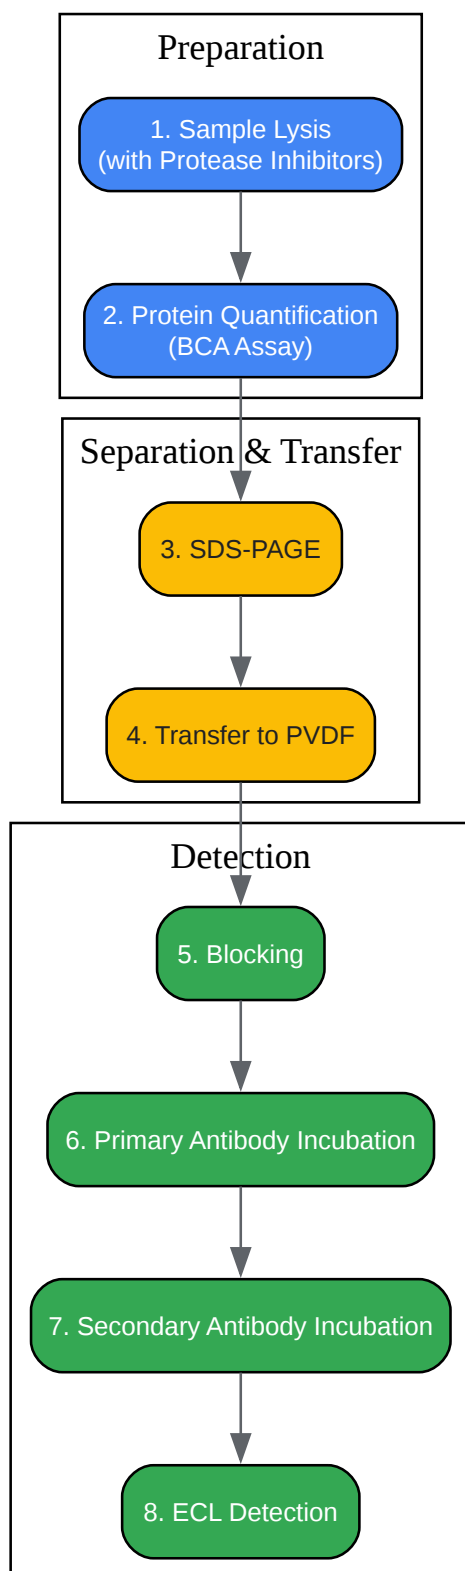 Preparation
1. Sample Lysis
(with Protease Inhibitors)
2. Protein Quantification
(BCA Assay)
Separation & Transfer
3. SDS-PAGE
4. Transfer to PVDF
Detection
5. Blocking
6. Primary Antibody Incubation
7. Secondary Antibody Incubation
8. ECL Detection